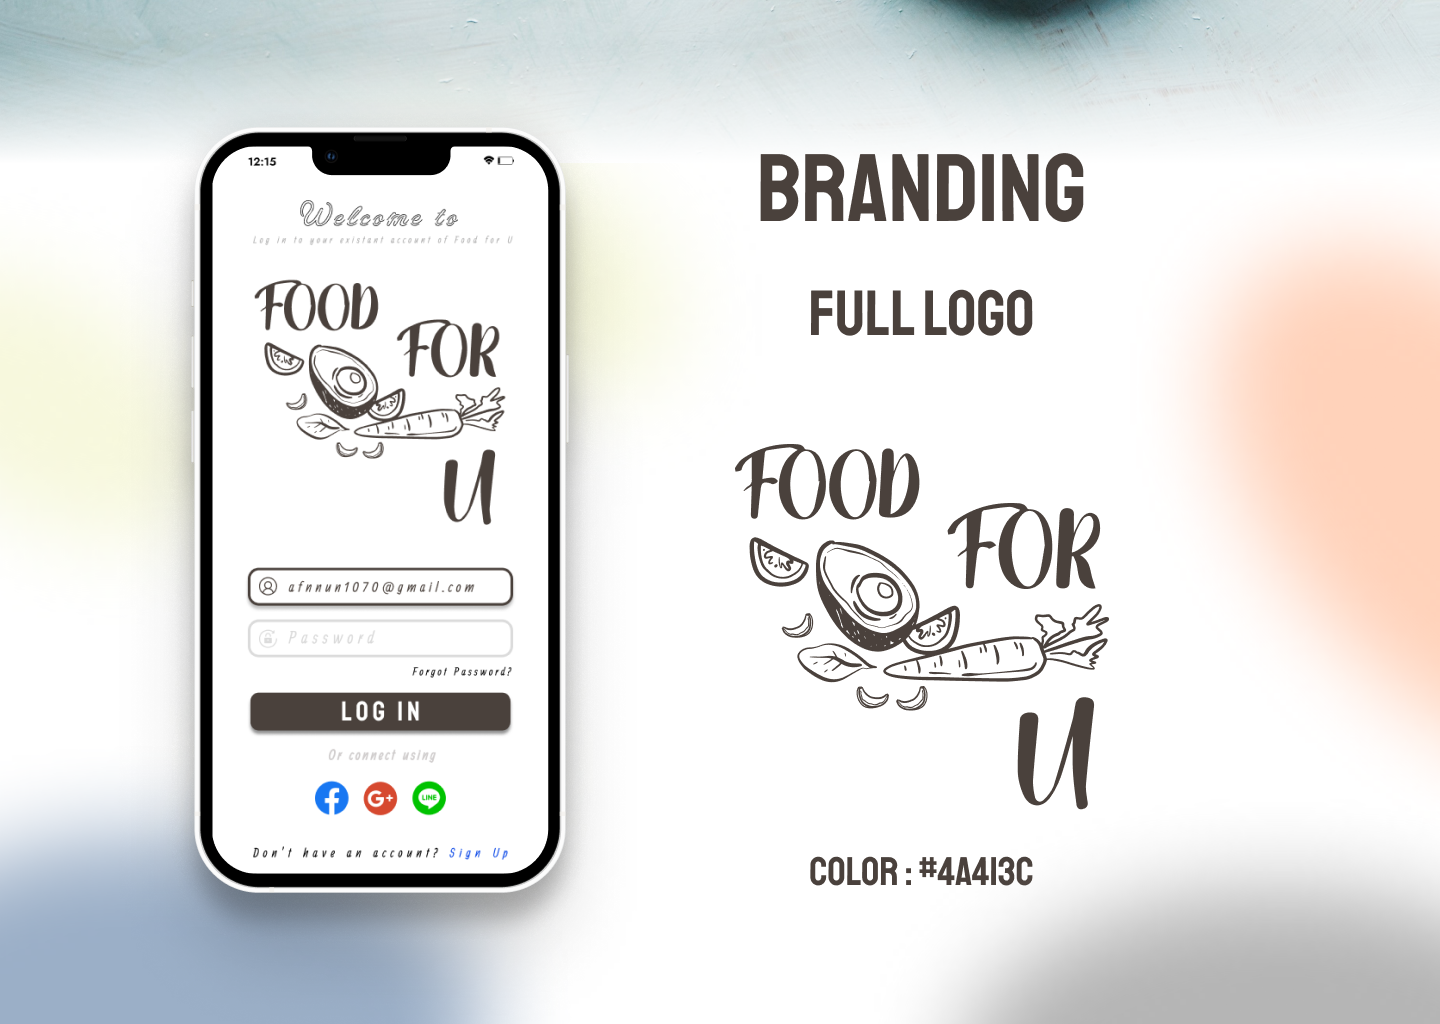 12:15
Welcome to
Log in to your existant account of Food for U
FOOD
FOR
U
afnnun1070@gmail.com
Password
Forgot Password?
LOG IN
Or connect using
LINE
Don't have an account? Sign Up
BRANDING
FULL LOGO
FOOD
FOR
U
COLOR : #4A413C